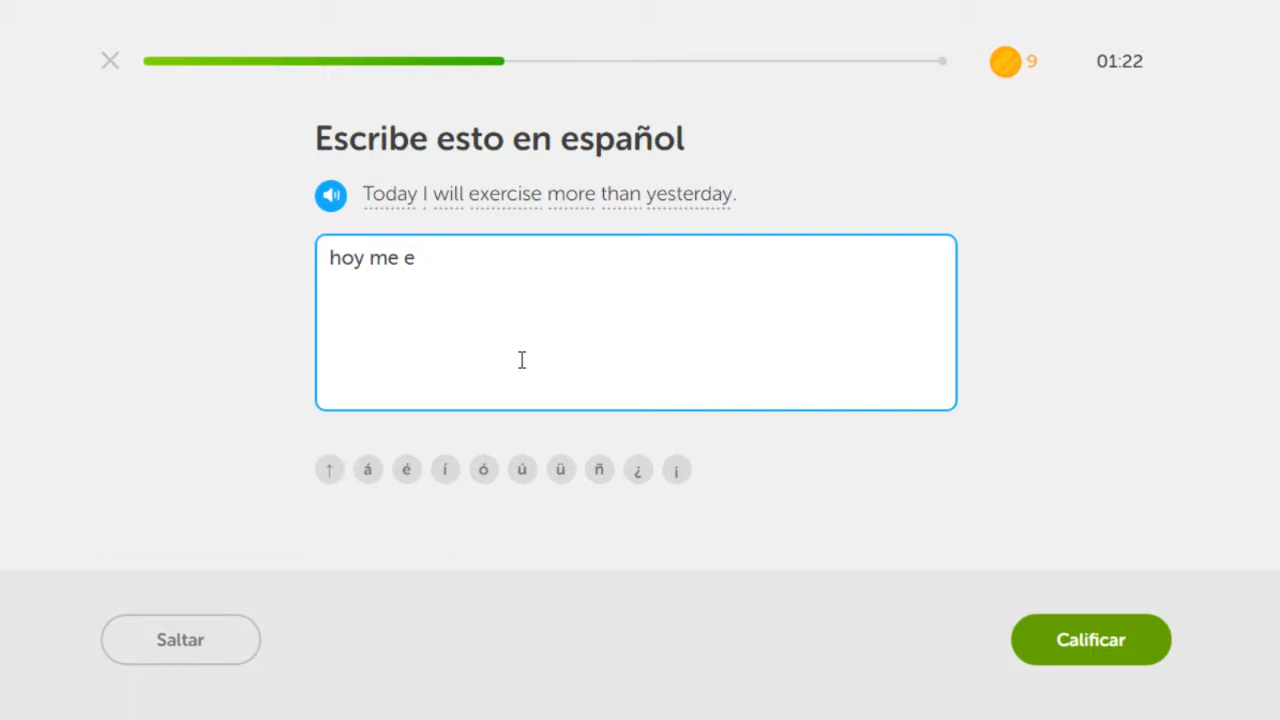 9
01:22
Escribe esto en español
Today I will exercise more than yesterday.
hoy me e
↑ á é í ó ú ü ñ ¿ ¡
Saltar
Calificar